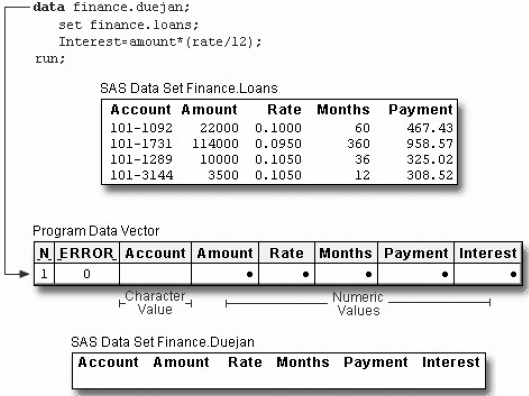 data finance.duejan;
set finance.loans;
Interest=amount*(rate/12);
run;
SAS Data Set Finance.Loans
Account Amount Rate Months Payment
101-1092 22000 0.1000 60 467.43
101-1731 114000 0.0950 360 958.57
101-1289 10000 0.1050 36 325.02
101-3144 3500 0.1050 12 308.52
Program Data Vector
_N_ _ERROR_ Account Amount Rate Months Payment Interest
1 0 • • • • •
Character Value
Numeric Values
SAS Data Set Finance.Duejan
Account Amount Rate Months Payment Interest